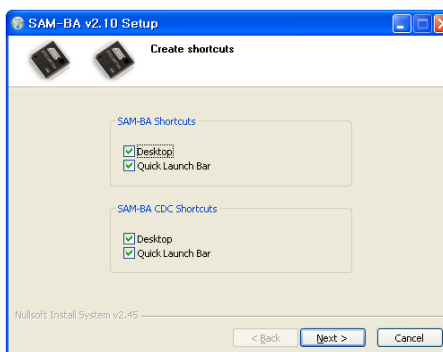 SAM-BA v2.10 Setup
Create shortcuts
SAM-BA Shortcuts
Desktop
Quick Launch Bar
SAM-BA CDC Shortcuts
Desktop
Quick Launch Bar
Nullsoft Install System v2.45
< Back Next > Cancel